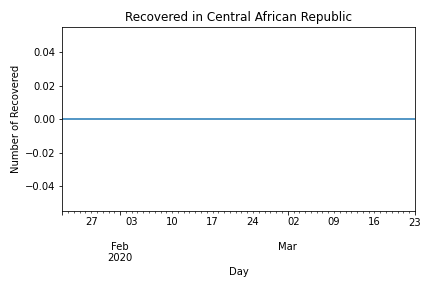 Recovered in Central African Republic
Number of Recovered
0.04
0.02
0.00
−0.02
−0.04
27 03 10 17 24 02 09 16 23
Feb Mar
2020
Day